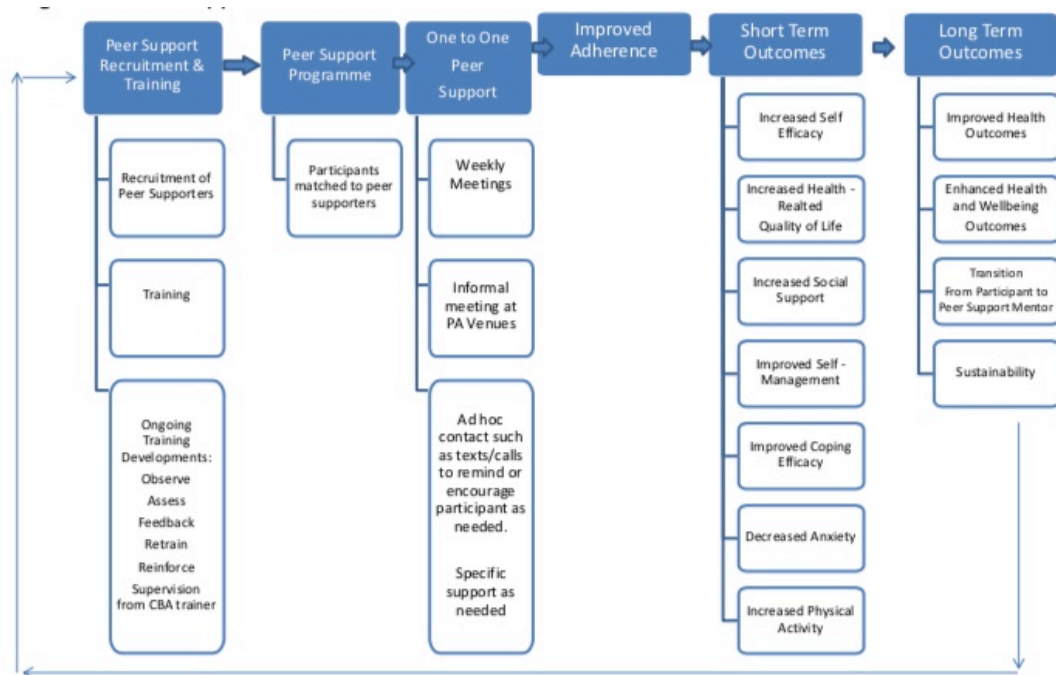 Peer Support
Recruitment &
Training
Peer Support
Programme
One to One
Peer
Support
Improved
Adherence
Short Term
Outcomes
Long Term
Outcomes
Recruitment of
Peer Supporters
Training
Ongoing
Training
Developments:
Observe
Assess
Feedback
Retrain
Reinforce
Supervision
from CBA trainer
Participants
matched to peer
supporters
Weekly
Meetings
Informal
meeting at
PA Venues
Ad hoc
contact such
as texts/calls
to remind or
encourage
participant as
needed.
Specific
support as
needed
Increased Self
Efficacy
Increased Health -
Realted
Quality of Life
Increased Social
Support
Improved Self -
Management
Improved Coping
Efficacy
Decreased Anxiety
Increased Physical
Activity
Improved Health
Outcomes
Enhanced Health
and Wellbeing
Outcomes
Transition
From Participant to
Peer Support Mentor
Sustainability